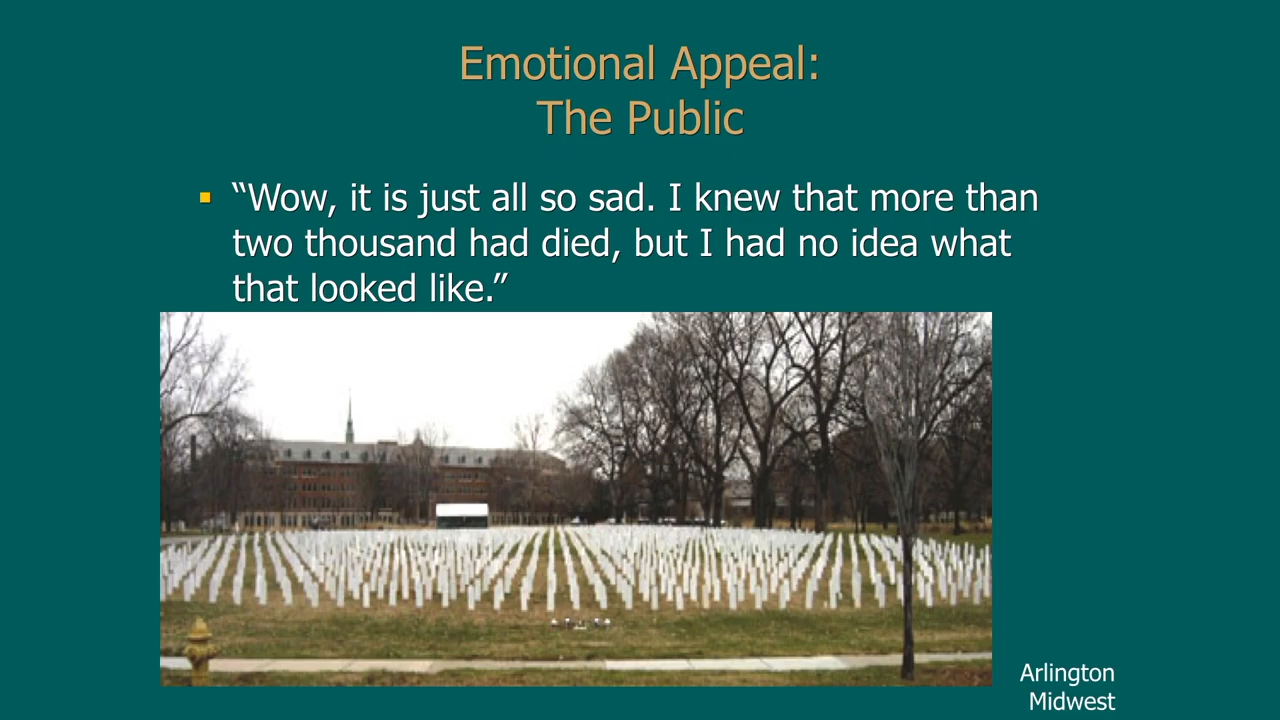 Emotional Appeal:
The Public
“Wow, it is just all so sad. I knew that more than
two thousand had died, but I had no idea what
that looked like.”
Arlington
Midwest